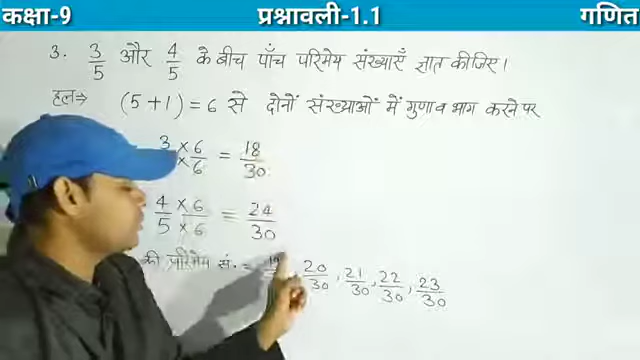 कक्षा-9 प्रश्नावली-1.1 गणित
3. 3/5 और 4/5 के बीच पाँच परिमेय संख्याएँ ज्ञात कीजिए।
हल⇒ (5+1)=6 से दोनों संख्याओं में गुणा व भाग करने पर
3 × 6 / × 6 = 18/30
4/5 × 6 / × 6 = 24/30
की परिमेय सं. = , 20/30 , 21/30 , 22/30 , 23/30